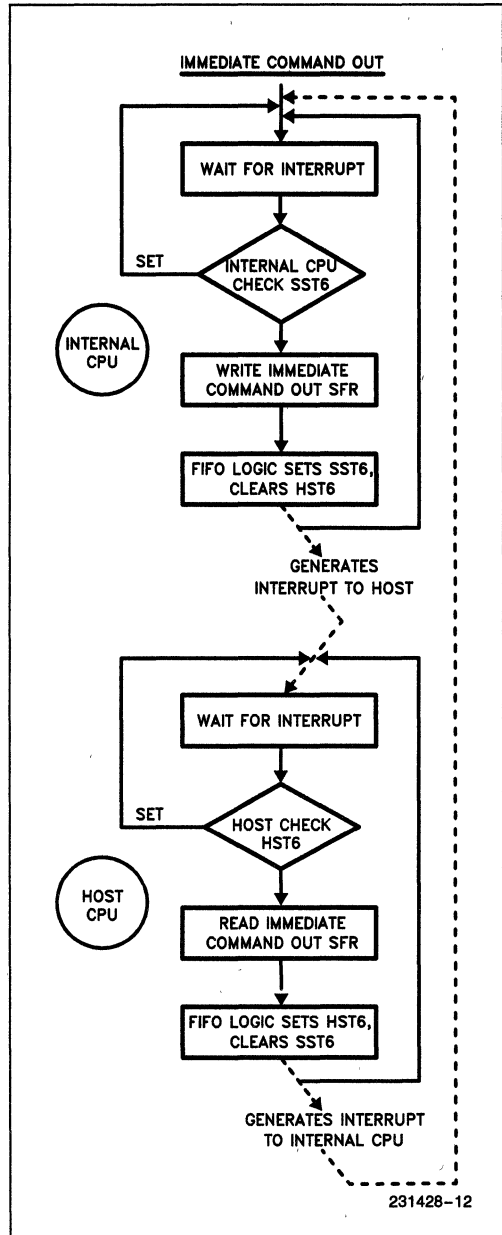 IMMEDIATE COMMAND OUT
WAIT FOR INTERRUPT
SET
INTERNAL CPU
CHECK SST6
INTERNAL
CPU
WRITE IMMEDIATE
COMMAND OUT SFR
FIFO LOGIC SETS SST6,
CLEARS HST6
GENERATES
INTERRUPT TO HOST
WAIT FOR INTERRUPT
SET
HOST CHECK
HST6
HOST
CPU
READ IMMEDIATE
COMMAND OUT SFR
FIFO LOGIC SETS HST6,
CLEARS SST6
GENERATES INTERRUPT
TO INTERNAL CPU
231428-12